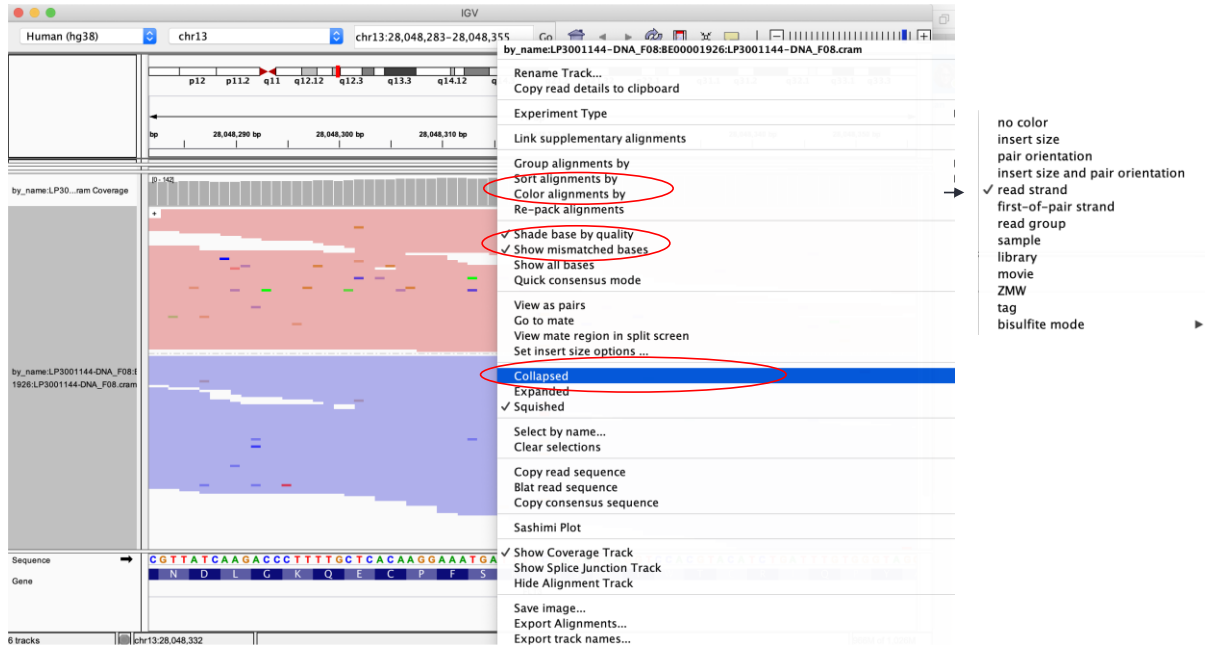 IGV
Human (hg38)
chr13
chr13:28,048,283-28,048,355
Go
by_name:LP3001144-DNA_F08:BE00001926:LP3001144-DNA_F08.cram
p12 p11.2 q11 q12.12 q12.3 q13.3 q14.12
bp 28,048,290 bp 28,048,300 bp 28,048,310 bp
by_name:LP30...ram Coverage
[0 - 142]
by_name:LP3001144-DNA_F08:B
1926:LP3001144-DNA_F08.cram
Sequence
C G T T A T C A A G A C C C T T T T G C T C A C A A G G A A A T G A
Gene
N D L G K Q E C P F S
6 tracks
chr13:28,048,332
Rename Track...
Copy read details to clipboard
Experiment Type
Link supplementary alignments
Group alignments by
Sort alignments by
Color alignments by
Re-pack alignments
✓ Shade base by quality
✓ Show mismatched bases
Show all bases
Quick consensus mode
View as pairs
Go to mate
View mate region in split screen
Set insert size options ...
Collapsed
Expanded
✓ Squished
Select by name...
Clear selections
Copy read sequence
Blat read sequence
Copy consensus sequence
Sashimi Plot
✓ Show Coverage Track
Show Splice Junction Track
Hide Alignment Track
Save image...
Export Alignments...
Export track names...
no color
insert size
pair orientation
insert size and pair orientation
✓ read strand
first-of-pair strand
read group
sample
library
movie
ZMW
tag
bisulfite mode